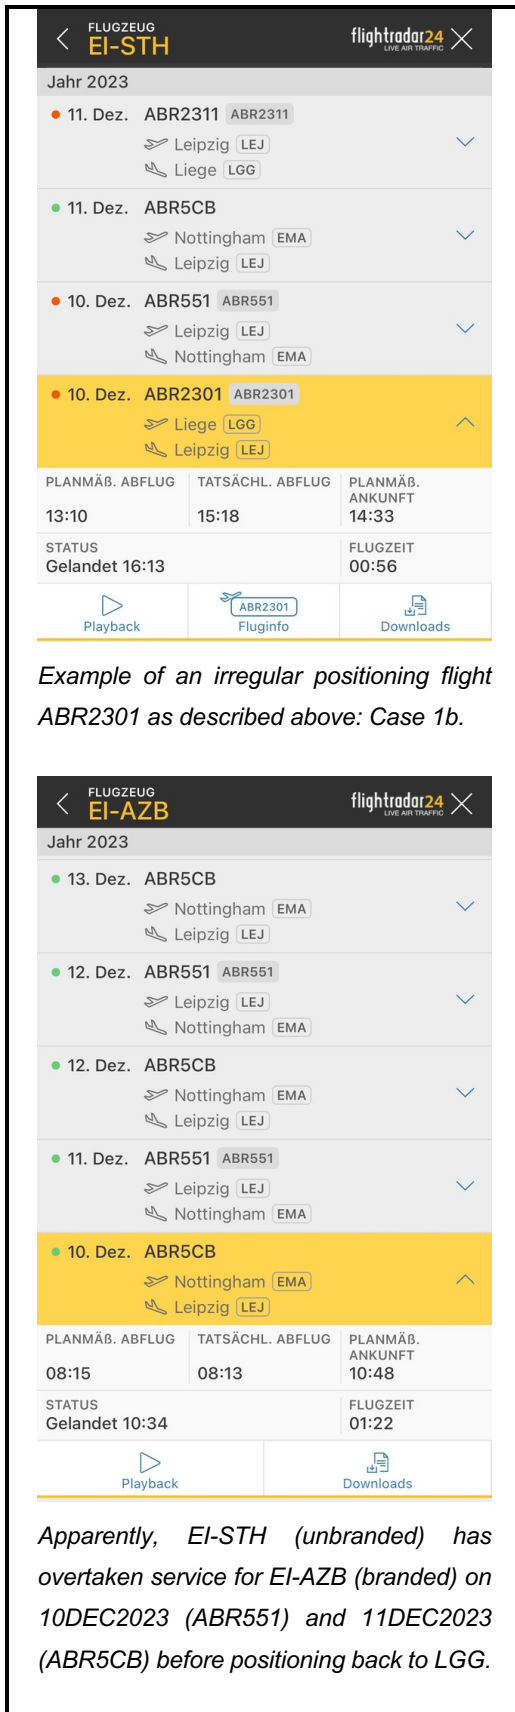 FLUGZEUG
EI-STH
flightradar24
LIVE AIR TRAFFIC
Jahr 2023
11. Dez. ABR2311 ABR2311
Leipzig LEJ
Liege LGG
11. Dez. ABR5CB
Nottingham EMA
Leipzig LEJ
10. Dez. ABR551 ABR551
Leipzig LEJ
Nottingham EMA
10. Dez. ABR2301 ABR2301
Liege LGG
Leipzig LEJ
PLANMÄß. ABFLUG TATSÄCHL. ABFLUG PLANMÄß. ANKUNFT
13:10 15:18 14:33
STATUS FLUGZEIT
Gelandet 16:13 00:56
ABR2301
Playback Fluginfo Downloads
Example of an irregular positioning flight
ABR2301 as described above: Case 1b.
FLUGZEUG
EI-AZB
flightradar24
LIVE AIR TRAFFIC
Jahr 2023
13. Dez. ABR5CB
Nottingham EMA
Leipzig LEJ
12. Dez. ABR551 ABR551
Leipzig LEJ
Nottingham EMA
12. Dez. ABR5CB
Nottingham EMA
Leipzig LEJ
11. Dez. ABR551 ABR551
Leipzig LEJ
Nottingham EMA
10. Dez. ABR5CB
Nottingham EMA
Leipzig LEJ
PLANMÄß. ABFLUG TATSÄCHL. ABFLUG PLANMÄß. ANKUNFT
08:15 08:13 10:48
STATUS FLUGZEIT
Gelandet 10:34 01:22
Playback Downloads
Apparently, EI-STH (unbranded) has
overtaken service for EI-AZB (branded) on
10DEC2023 (ABR551) and 11DEC2023
(ABR5CB) before positioning back to LGG.